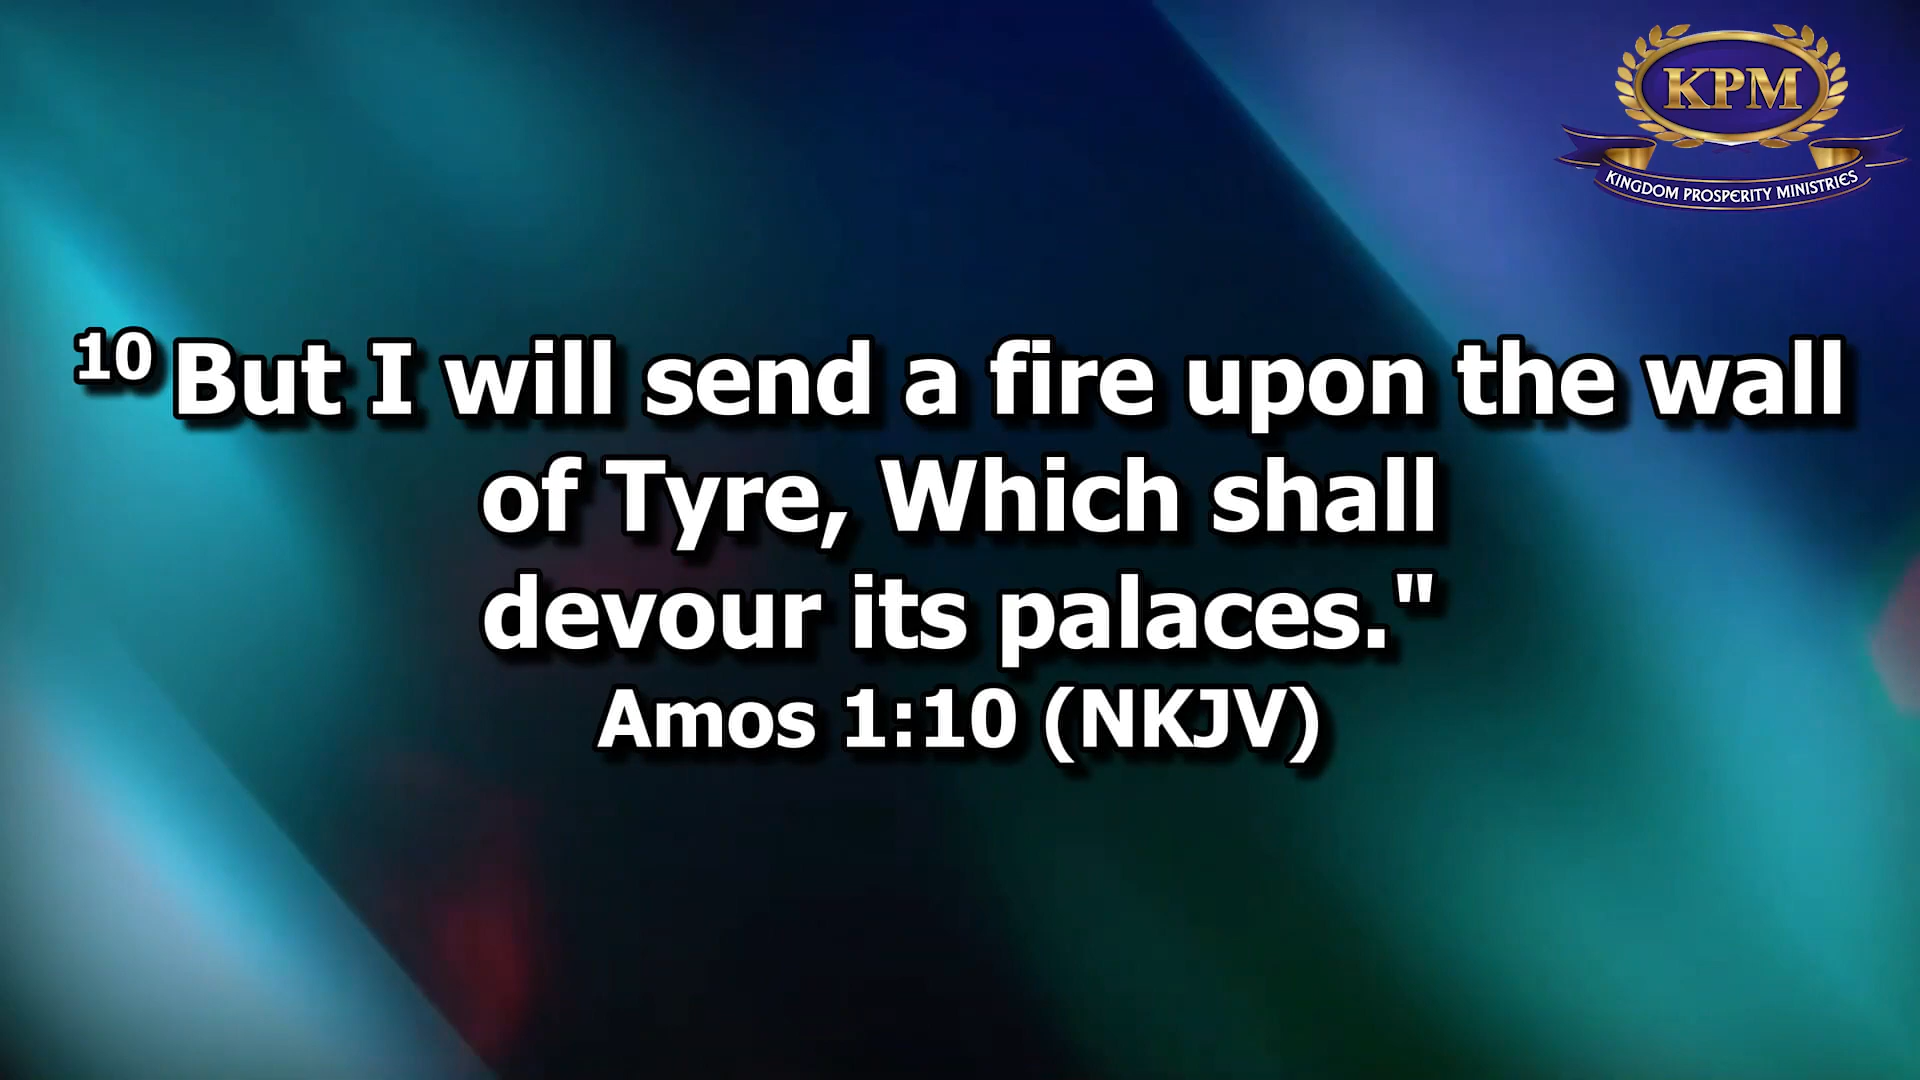 KPM
KINGDOM PROSPERITY MINISTRIES
10 But I will send a fire upon the wall
of Tyre, Which shall
devour its palaces."
Amos 1:10 (NKJV)